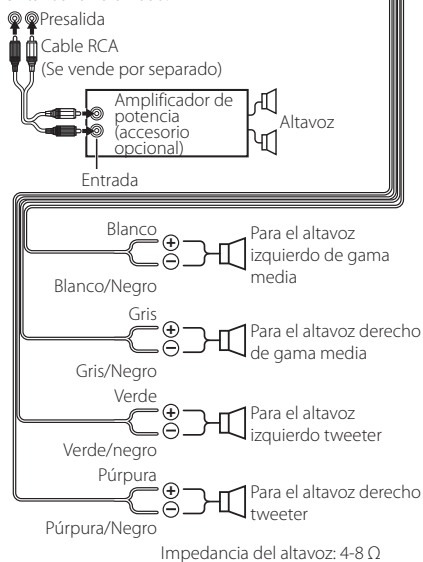 Presalida
Cable RCA
(Se vende por separado)
Amplificador de
potencia
(accesorio
opcional)
Altavoz
Entrada
Blanco
Blanco/Negro
Para el altavoz
izquierdo de gama
media
Gris
Gris/Negro
Para el altavoz derecho
de gama media
Verde
Verde/negro
Para el altavoz
izquierdo tweeter
Púrpura
Púrpura/Negro
Para el altavoz derecho
tweeter
Impedancia del altavoz: 4-8 Ω